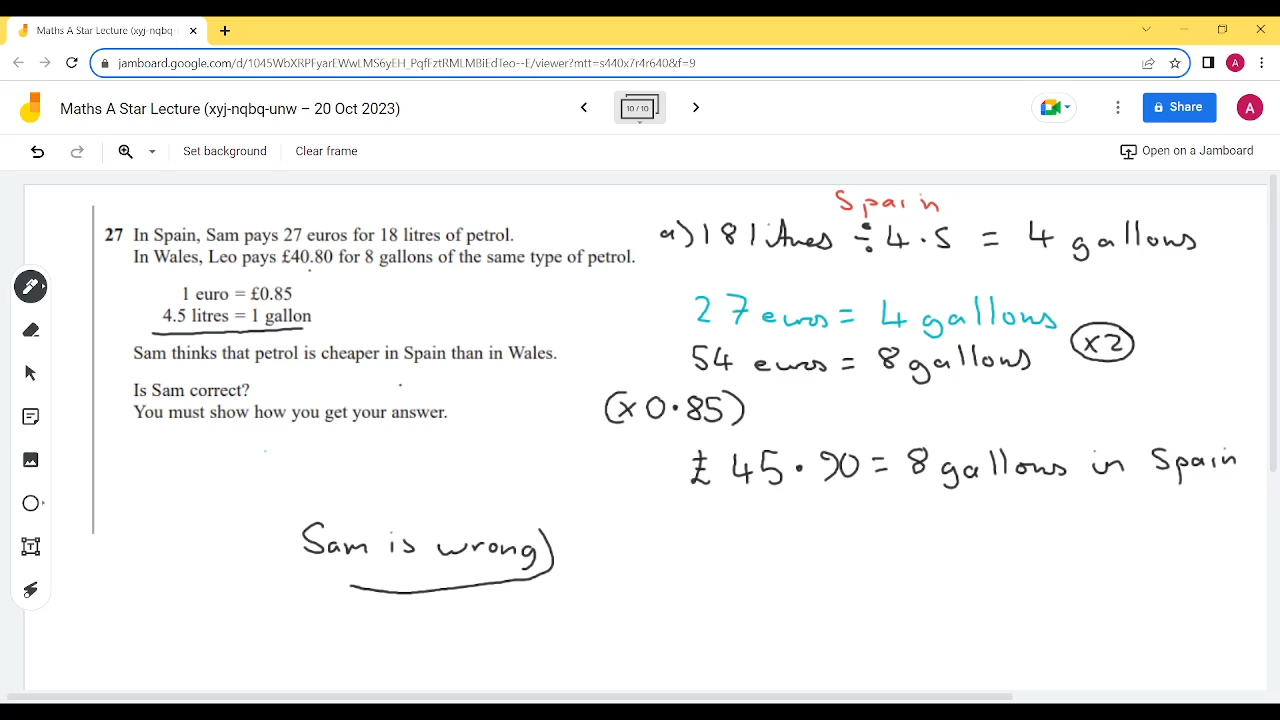 Maths A Star Lecture (xyj-nqbq
jamboard.google.com/d/1045WbXRPFyarEWwLMS6yEH_PqfFztRMLMBiEdTeo--E/viewer?mtt=s440x7r4r640&f=9
A
Maths A Star Lecture (xyj-nqbq-unw – 20 Oct 2023)
10 / 10
Share
A
Set background
Clear frame
Open on a Jamboard
27 In Spain, Sam pays 27 euros for 18 litres of petrol.
In Wales, Leo pays £40.80 for 8 gallons of the same type of petrol.
1 euro = £0.85
4.5 litres = 1 gallon
Sam thinks that petrol is cheaper in Spain than in Wales.
Is Sam correct?
You must show how you get your answer.
Sam is wrong
Spain
a) 18 litres ÷ 4.5 = 4 gallons
27 euros = 4 gallons
54 euros = 8 gallons
x2
(x 0.85)
£ 45.90 = 8 gallons in Spain
T